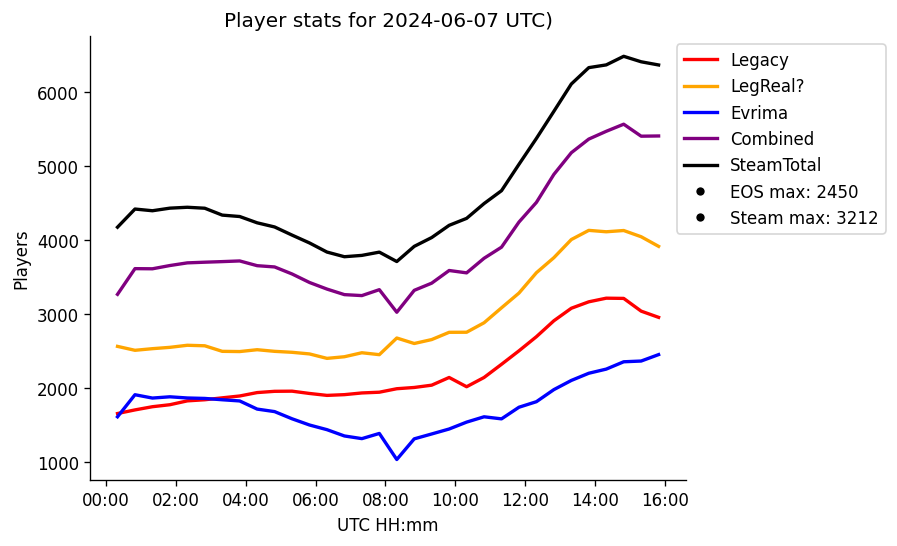 Player stats for 2024-06-07 UTC)
Legacy
LegReal?
Evrima
Combined
SteamTotal
EOS max: 2450
Steam max: 3212
Players
6000
5000
4000
3000
2000
1000
00:00 02:00 04:00 06:00 08:00 10:00 12:00 14:00 16:00
UTC HH:mm